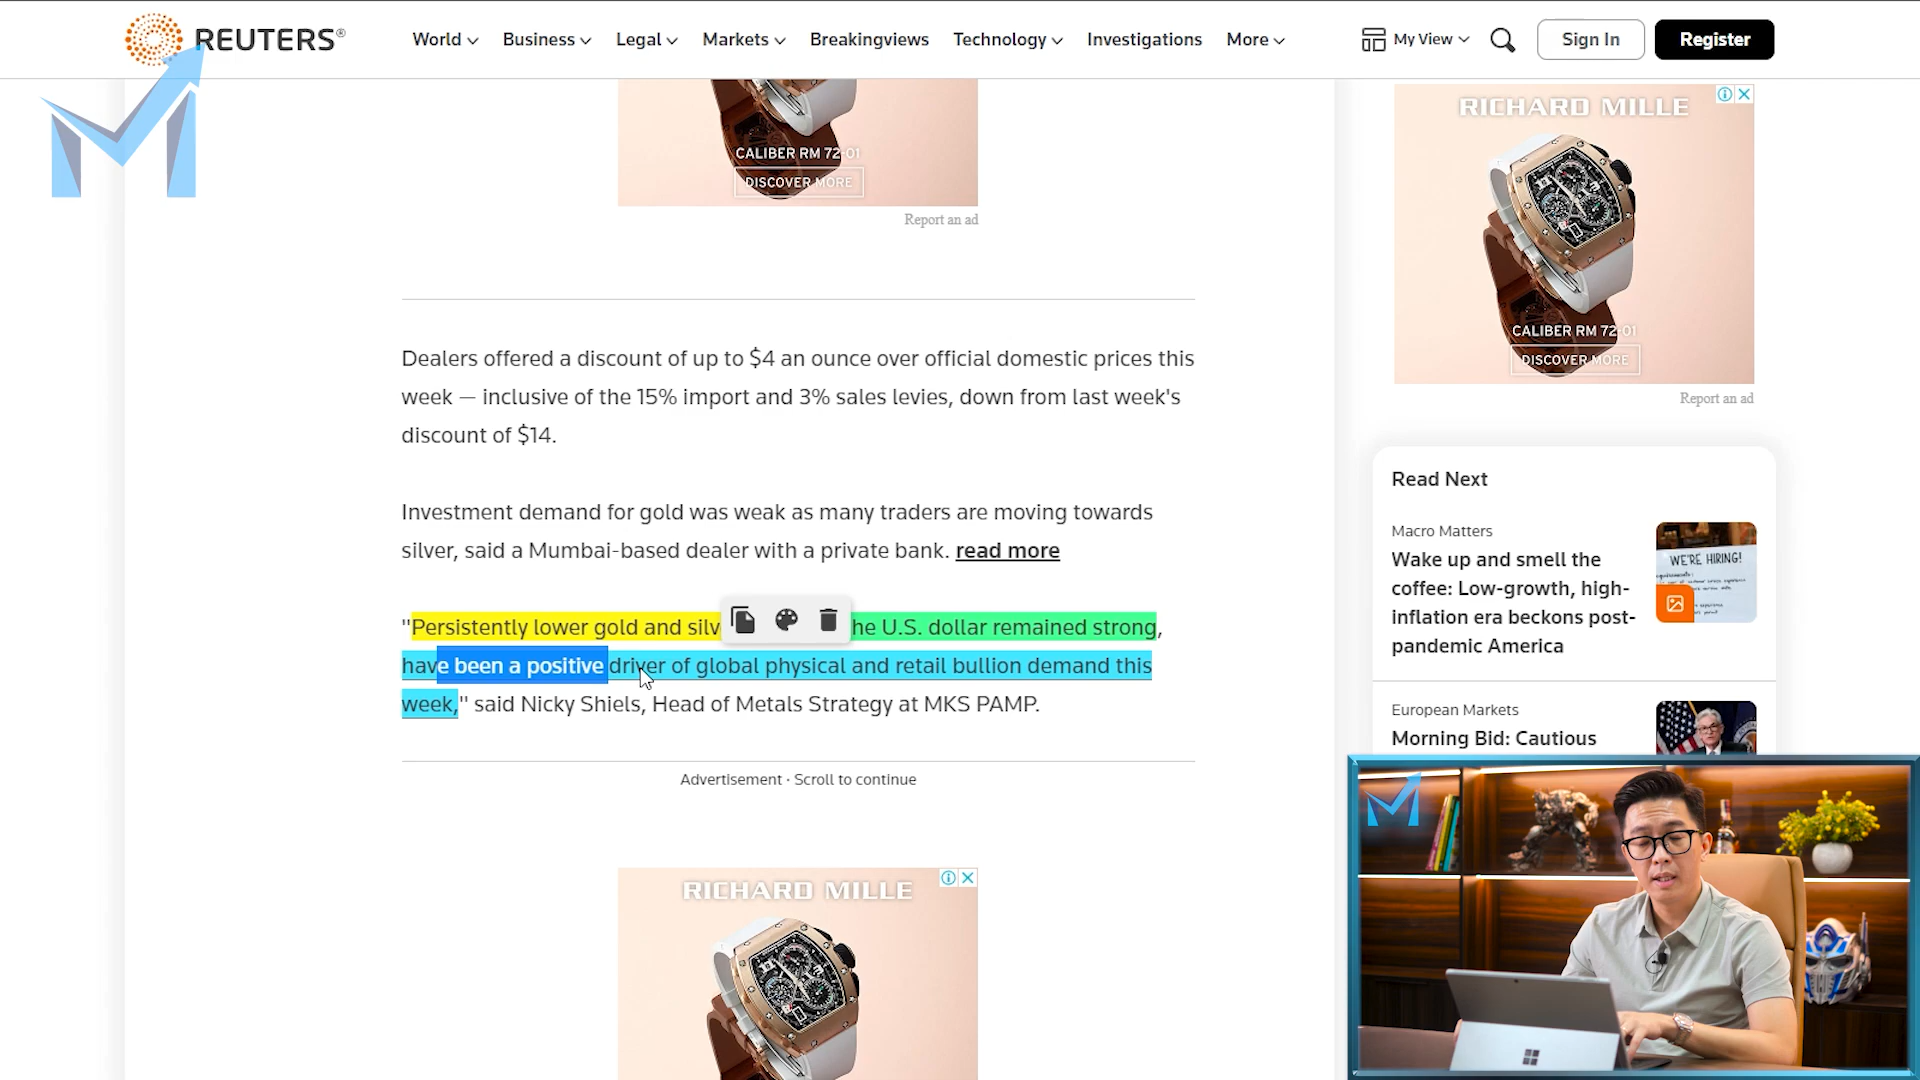 REUTERS®
World
Business
Legal
Markets
Breakingviews
Technology
Investigations
More
My View
Sign In
Register
CALIBER RM 72-01
DISCOVER MORE
Report an ad
RICHARD MILLE
CALIBER RM 72-01
DISCOVER MORE
Report an ad
Dealers offered a discount of up to $4 an ounce over official domestic prices this
week — inclusive of the 15% import and 3% sales levies, down from last week's
discount of $14.
Investment demand for gold was weak as many traders are moving towards
silver, said a Mumbai-based dealer with a private bank. read more
"Persistently lower gold and silv he U.S. dollar remained strong,
have been a positive driver of global physical and retail bullion demand this
week," said Nicky Shiels, Head of Metals Strategy at MKS PAMP.
Advertisement · Scroll to continue
RICHARD MILLE
Read Next
Macro Matters
Wake up and smell the
coffee: Low-growth, high-
inflation era beckons post-
pandemic America
WE'RE HIRING!
European Markets
Morning Bid: Cautious